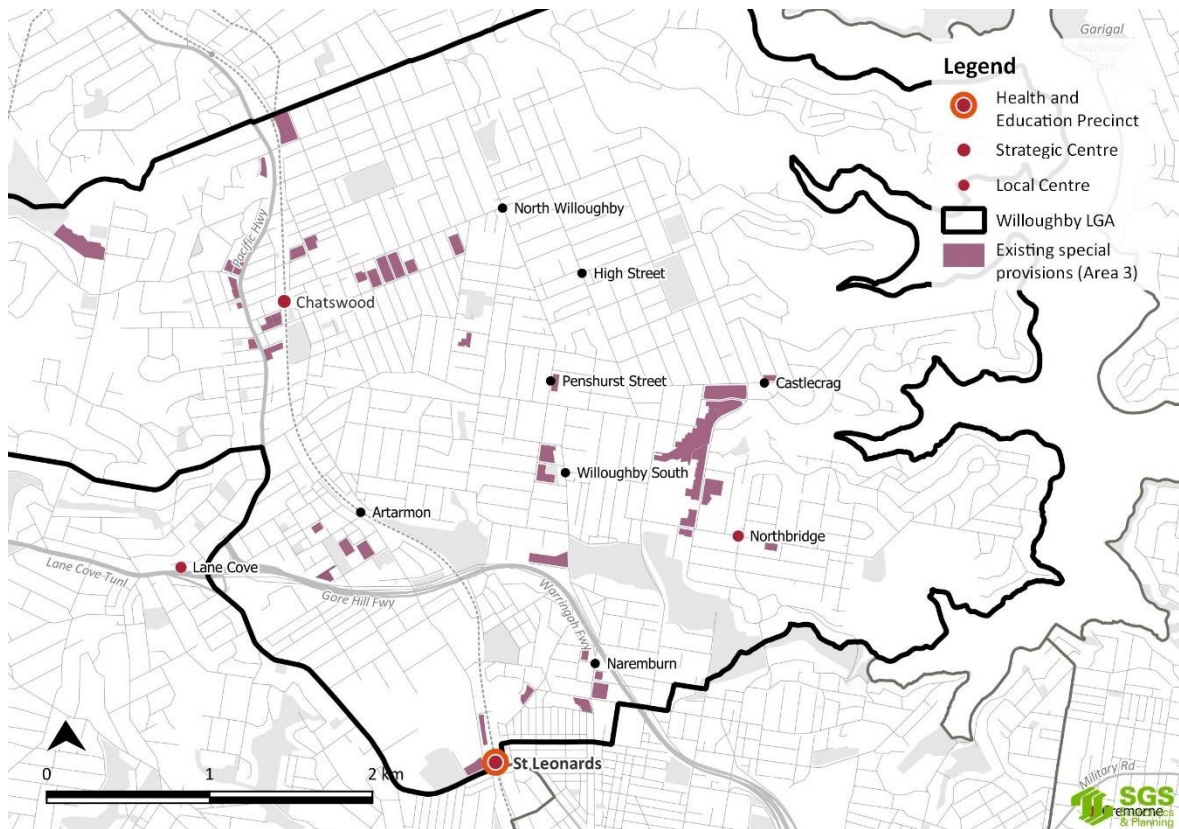 Garigal
National
Park
Legend
Health and
Education Precinct
Strategic Centre
Local Centre
Willoughby LGA
Existing special
provisions (Area 3)
Pacific Hwy
North Willoughby
High Street
Chatswood
Penshurst Street
Castlecrag
Willoughby South
Artarmon
Northbridge
Lane Cove
Lane Cove Tunl
Gore Hill Fwy
Warringah Fwy
Naremburn
St Leonards
0 1 2 km
Military Rd
SGS
& Planning